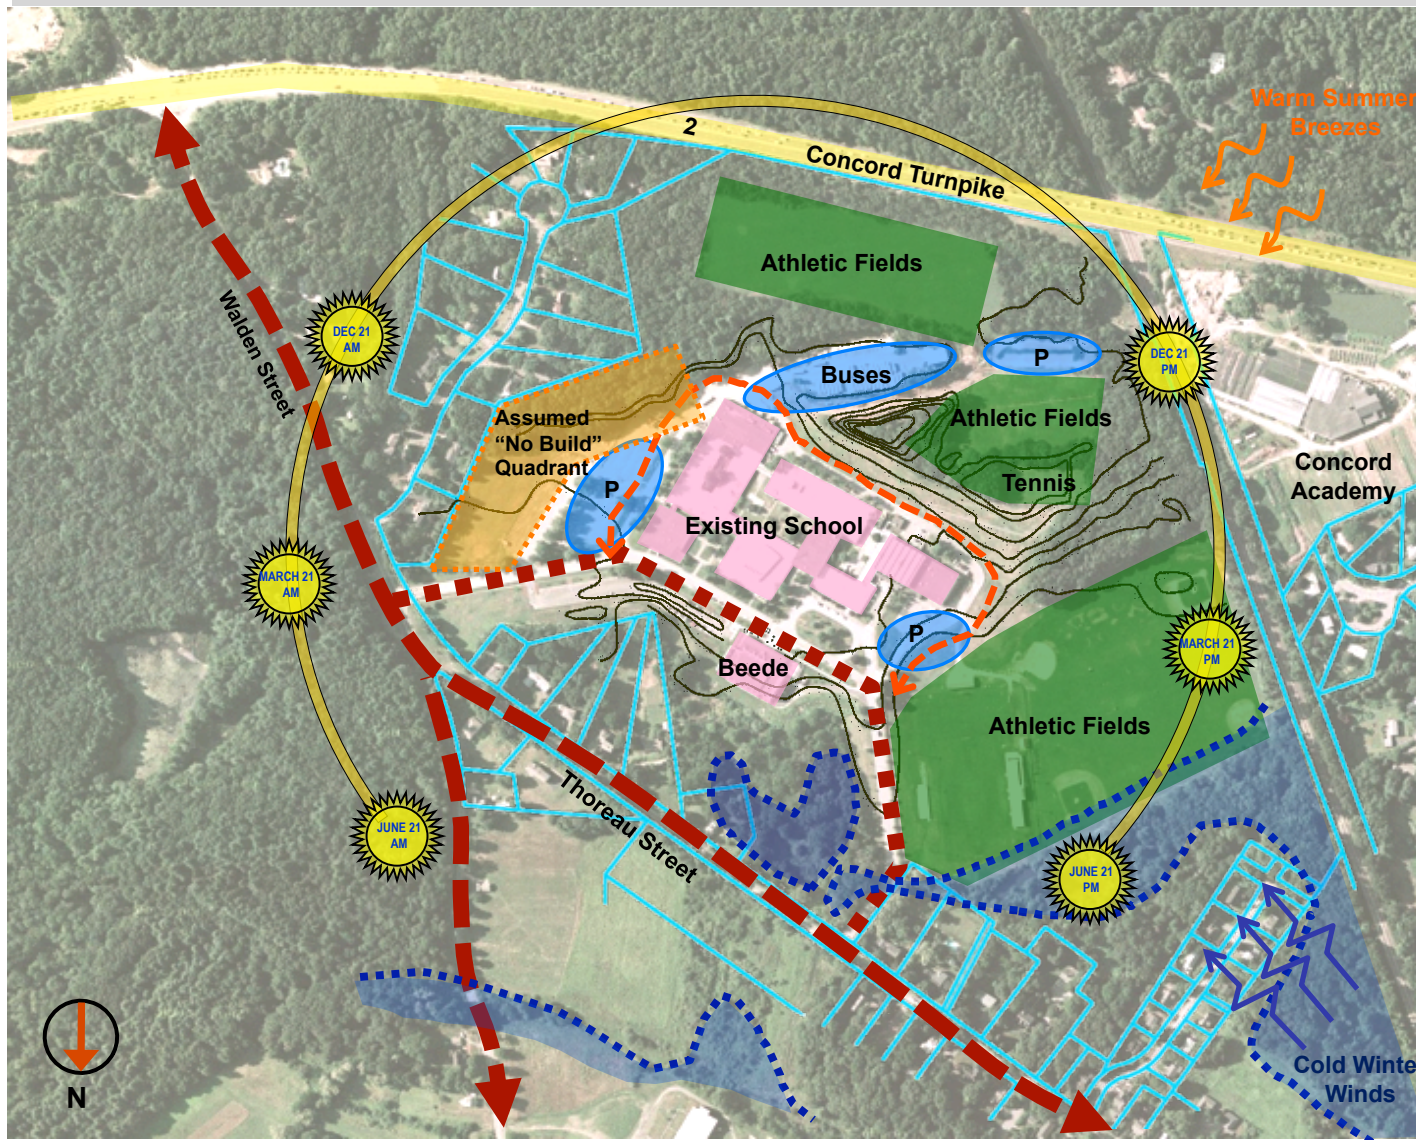 Warm Summer
Breezes
2
Concord Turnpike
Athletic Fields
Walden Street
DEC 21
AM
DEC 21
PM
P
Buses
Assumed
“No Build”
Quadrant
Athletic Fields
Concord
Academy
P
Tennis
Existing School
MARCH 21
AM
P
MARCH 21
PM
Beede
Athletic Fields
Thoreau Street
JUNE 21
AM
JUNE 21
PM
N
Cold Winte
Winds